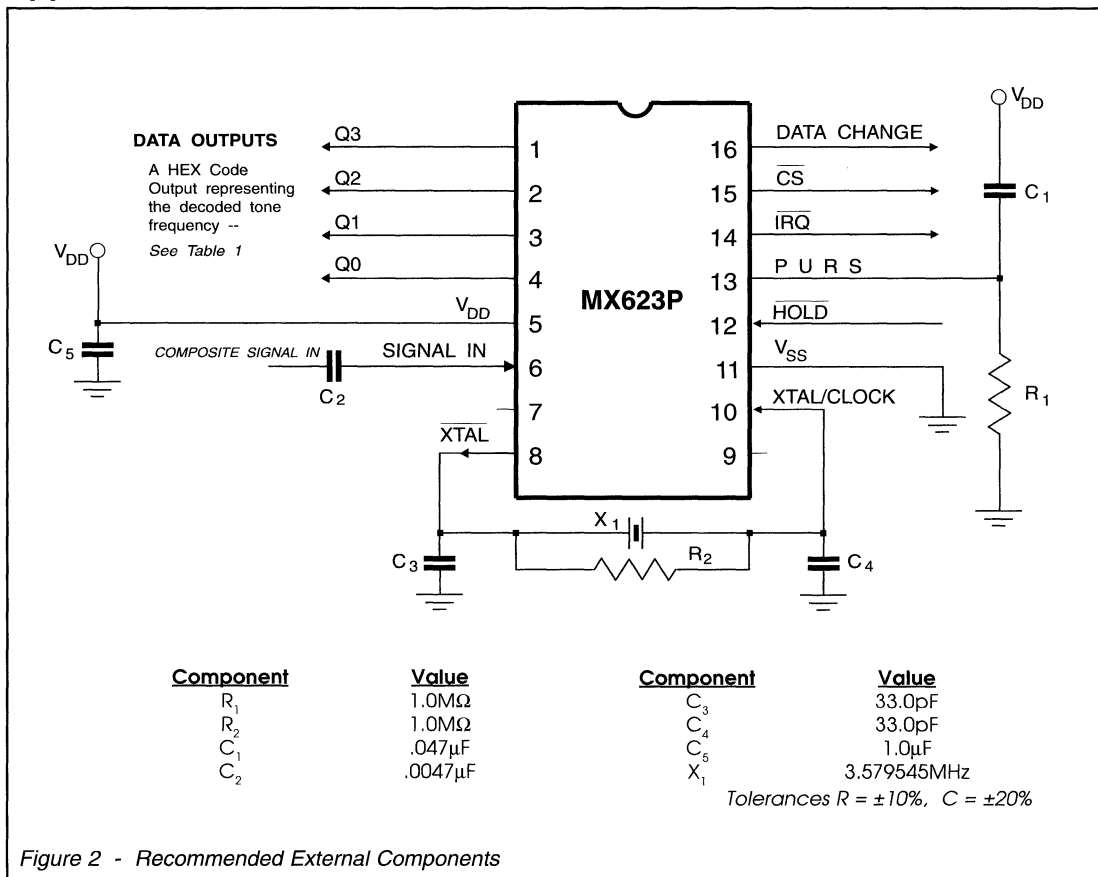 DATA OUTPUTS
A HEX Code
Output representing
the decoded tone
frequency --
See Table 1
Q3
Q2
Q1
Q0
V_DD
V_DD
C₅
COMPOSITE SIGNAL IN
C₂
SIGNAL IN
X̅T̅A̅L̅
1
2
3
4
5
6
7
8
MX623P
16
15
14
13
12
11
10
9
DATA CHANGE
C̅S̅
I̅R̅Q̅
P U R S
H̅O̅L̅D̅
V_SS
XTAL/CLOCK
V_DD
C₁
R₁
X₁
R₂
C₃
C₄
Component Value Component Value
R₁ 1.0MΩ C₃ 33.0pF
R₂ 1.0MΩ C₄ 33.0pF
C₁ .047µF C₅ 1.0µF
C₂ .0047µF X₁ 3.579545MHz
Tolerances R = ±10%, C = ±20%
Figure 2 - Recommended External Components